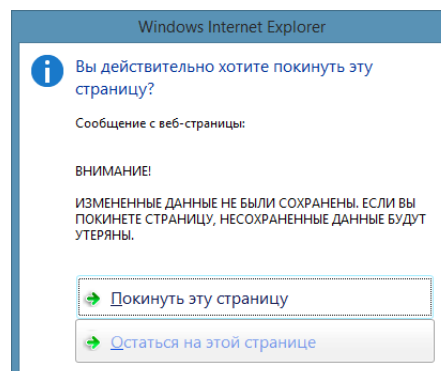 Windows Internet Explorer
Вы действительно хотите покинуть эту
страницу?
Сообщение с веб-страницы:
ВНИМАНИЕ!
ИЗМЕНЕННЫЕ ДАННЫЕ НЕ БЫЛИ СОХРАНЕНЫ. ЕСЛИ ВЫ
ПОКИНЕТЕ СТРАНИЦУ, НЕСОХРАНЕННЫЕ ДАННЫЕ БУДУТ
УТЕРЯНЫ.
Покинуть эту страницу
Остаться на этой странице